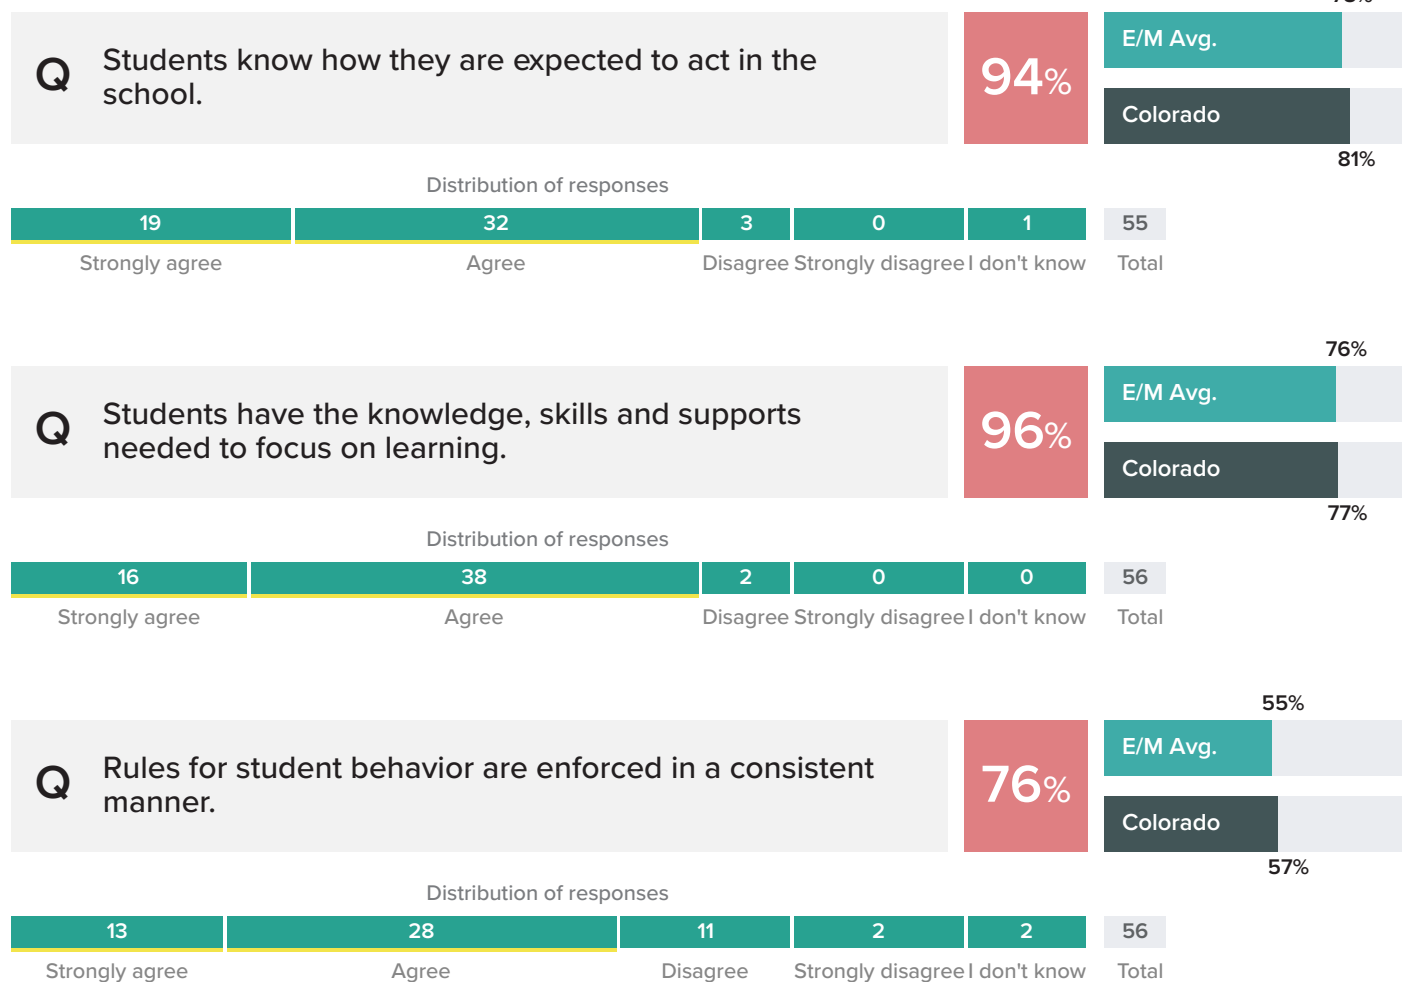 Q
Students know how they are expected to act in the
school.
94%
E/M Avg.
Colorado
81%
Distribution of responses
19 32 3 0 1 55
Strongly agree Agree Disagree Strongly disagree I don't know Total
76%
Q
Students have the knowledge, skills and supports
needed to focus on learning.
96%
E/M Avg.
Colorado
77%
Distribution of responses
16 38 2 0 0 56
Strongly agree Agree Disagree Strongly disagree I don't know Total
55%
Q
Rules for student behavior are enforced in a consistent
manner.
76%
E/M Avg.
Colorado
57%
Distribution of responses
13 28 11 2 2 56
Strongly agree Agree Disagree Strongly disagree I don't know Total